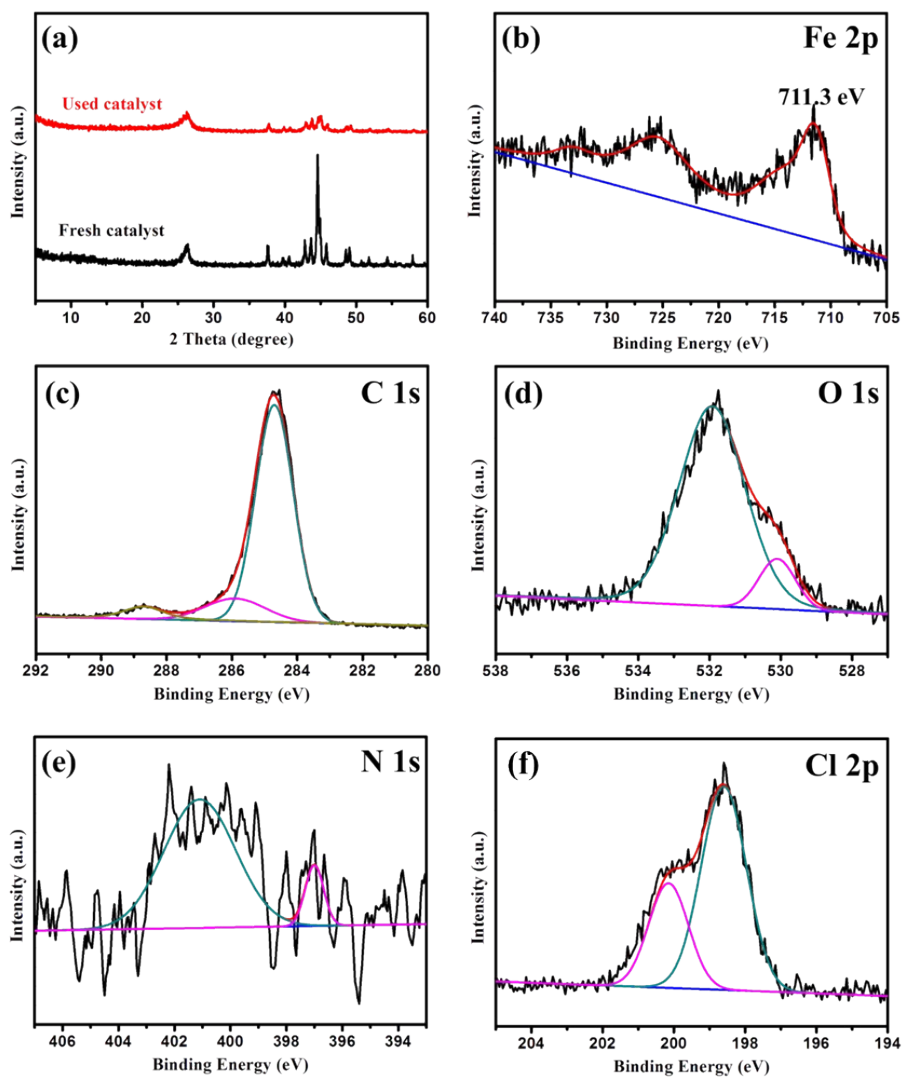 (a)
Used catalyst
Fresh catalyst
Intensity (a.u.)
10 20 30 40 50 60
2 Theta (degree)
(b) Fe 2p
711.3 eV
Intensity (a.u.)
740 735 730 725 720 715 710 705
Binding Energy (eV)
(c) C 1s
Intensity (a.u.)
292 290 288 286 284 282 280
Binding Energy (eV)
(d) O 1s
Intensity (a.u.)
538 536 534 532 530 528
Binding Energy (eV)
(e) N 1s
Intensity (a.u.)
406 404 402 400 398 396 394
Binding Energy (eV)
(f) Cl 2p
Intensity (a.u.)
204 202 200 198 196 194
Binding Energy (eV)